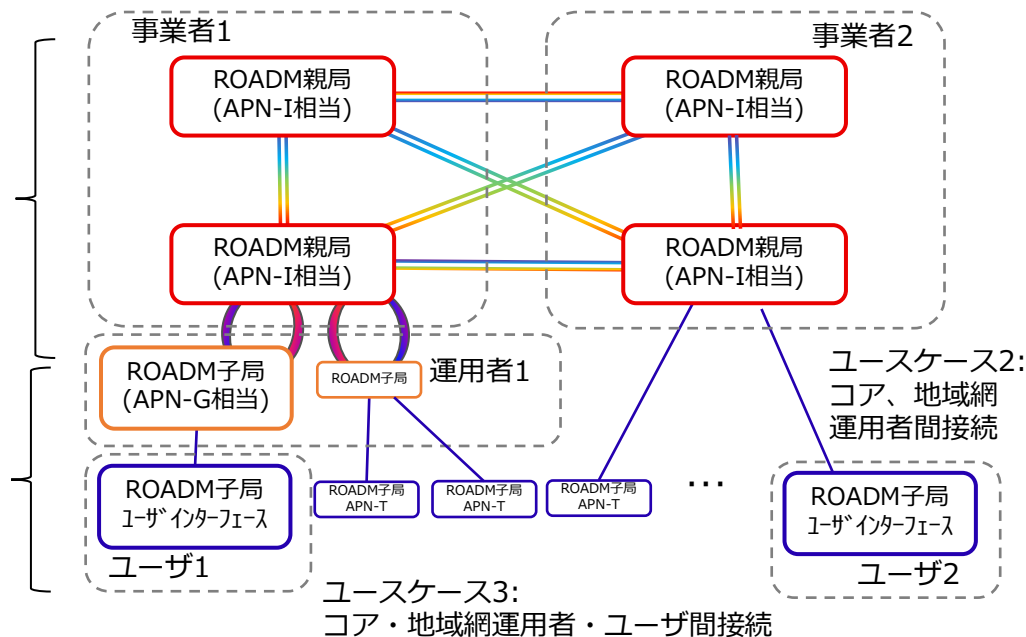 事業者1
事業者2
ROADM親局
(APN-I相当)
ROADM親局
(APN-I相当)
ROADM親局
(APN-I相当)
ROADM親局
(APN-I相当)
ROADM子局
(APN-G相当)
ROADM子局
運用者1
ユースケース2:
コア、地域網
運用者間接続
ROADM子局
ﾕｰｻﾞｲﾝﾀｰﾌｪｰｽ
ユーザ1
ROADM子局
APN-T
ROADM子局
APN-T
ROADM子局
APN-T
…
ROADM子局
ﾕｰｻﾞｲﾝﾀｰﾌｪｰｽ
ユーザ2
ユースケース3:
コア・地域網運用者・ユーザ間接続